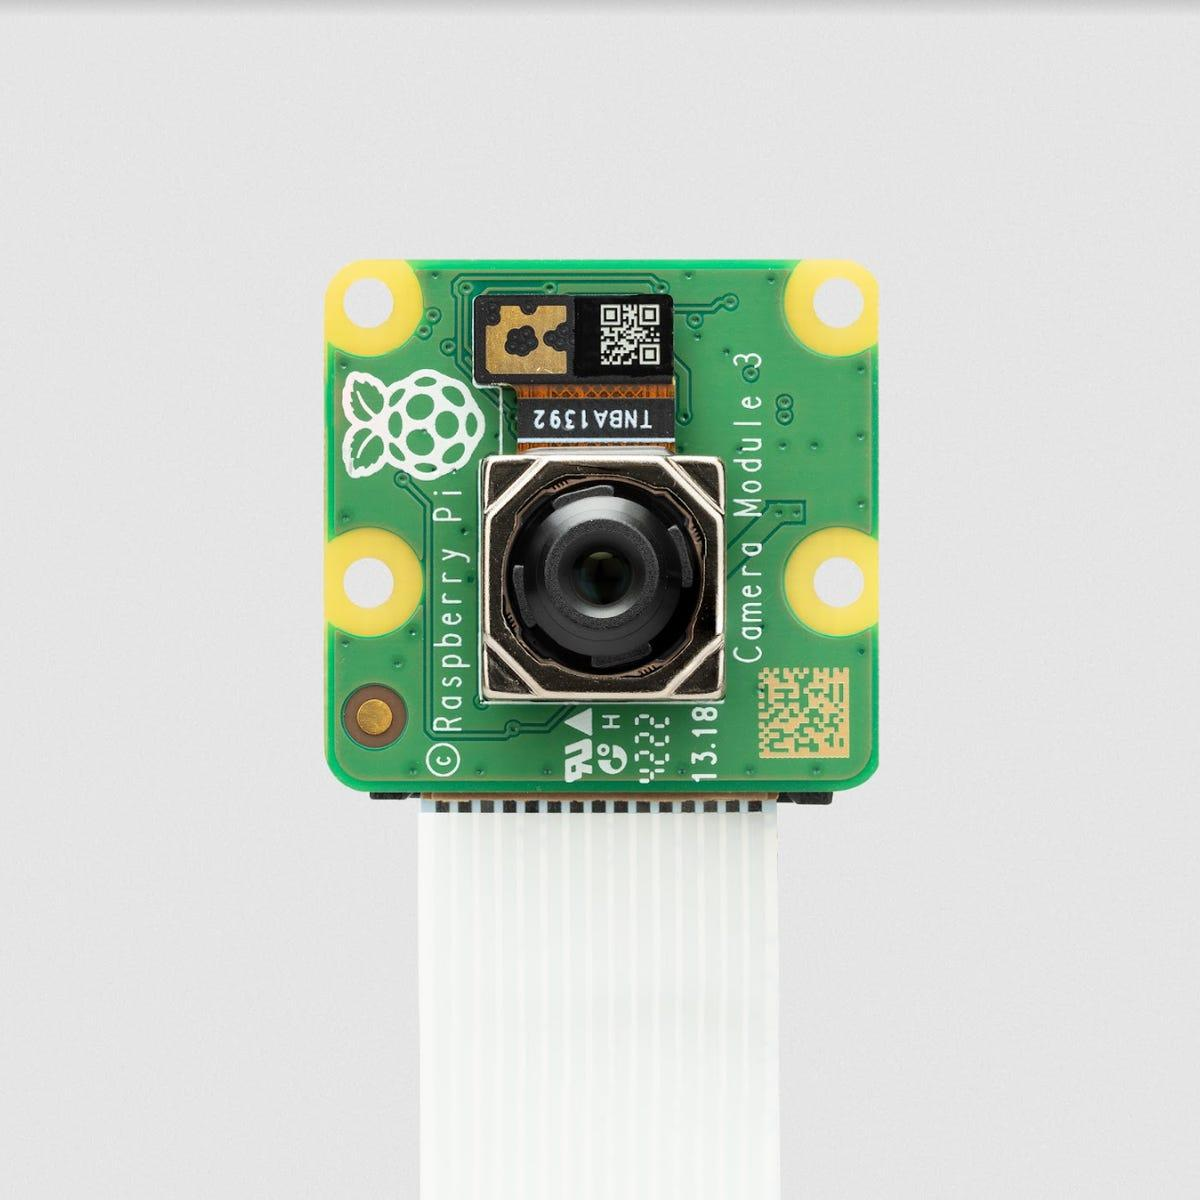 TNBA1392
© Raspberry Pi
Camera Module 3
H
4222
13.18